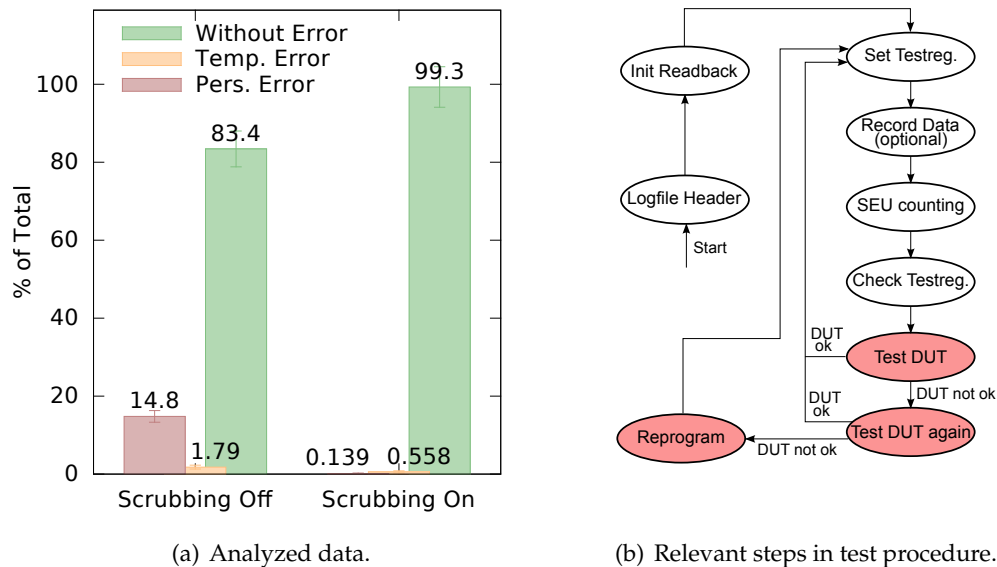 Without Error
Temp. Error
Pers. Error
% of Total
100
80
60
40
20
0
14.8
1.79
83.4
0.139
0.558
99.3
Scrubbing Off
Scrubbing On
(a) Analyzed data.
Init Readback
Logfile Header
Start
Set Testreg.
Record Data
(optional)
SEU counting
Check Testreg.
DUT
ok
Test DUT
DUT not ok
DUT
ok
Test DUT again
DUT not ok
Reprogram
(b) Relevant steps in test procedure.